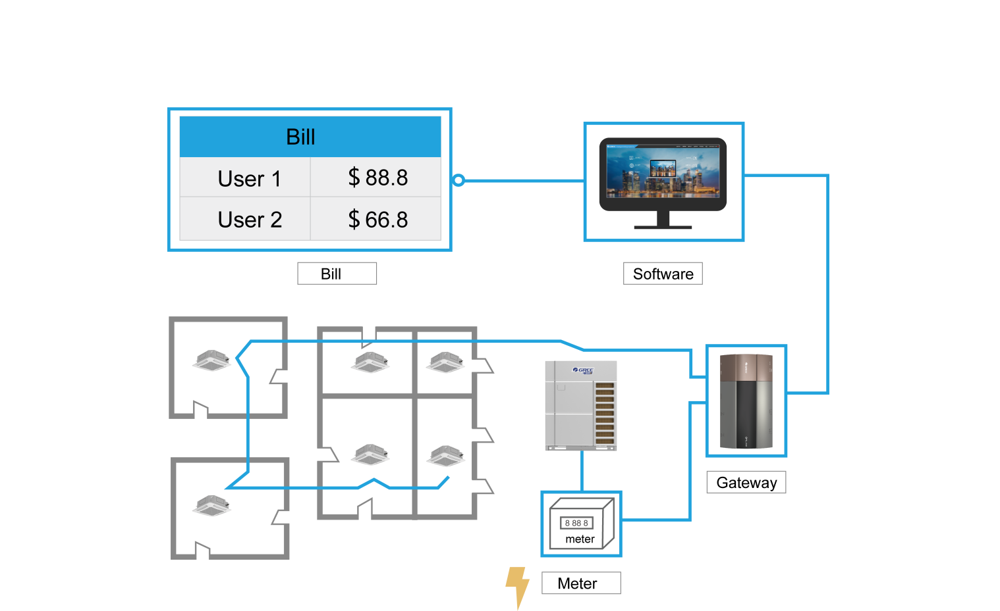 Bill
User 1
$ 88.8
User 2
$ 66.8
Bill
Software
GREE
Gateway
8 88 8
meter
Meter